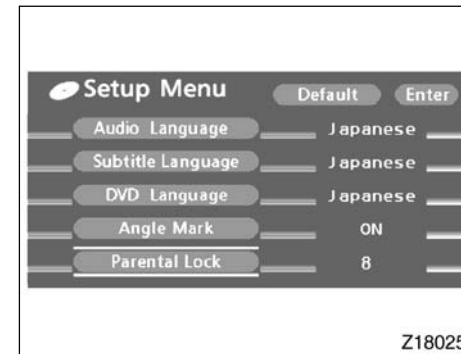 Setup Menu Default Enter
Audio Language Japanese
Subtitle Language Japanese
DVD Language Japanese
Angle Mark ON
Parental Lock 8
Z18025